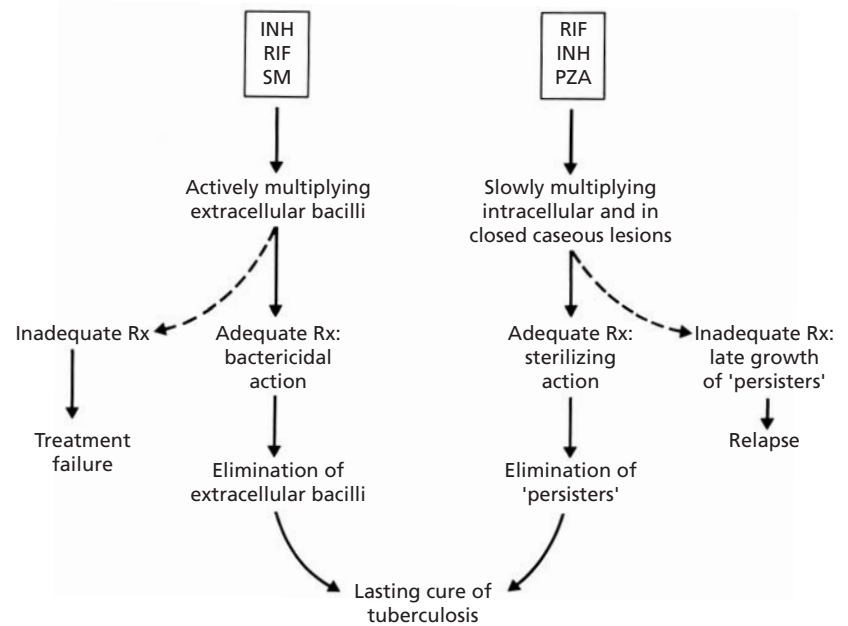 INH
RIF
SM
RIF
INH
PZA
Actively multiplying
extracellular bacilli
Slowly multiplying
intracellular and in
closed caseous lesions
Inadequate Rx
Adequate Rx:
bactericidal
action
Adequate Rx:
sterilizing
action
Inadequate Rx:
late growth
of 'persisters'
Treatment
failure
Elimination of
extracellular bacilli
Elimination of
'persisters'
Relapse
Lasting cure of
tuberculosis